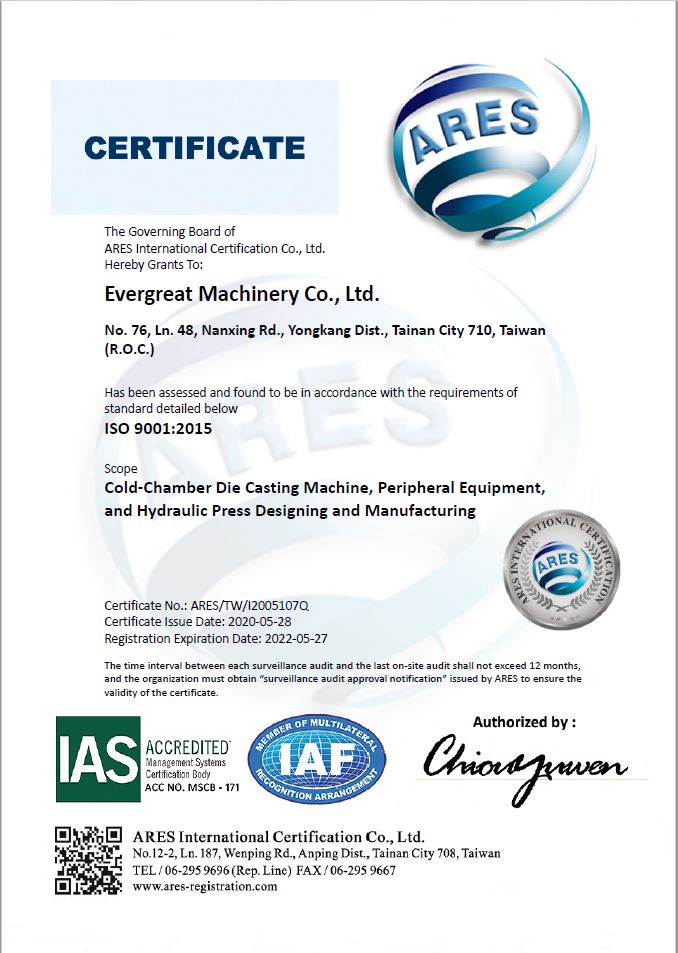 ARES
CERTIFICATE
The Governing Board of
ARES International Certification Co., Ltd.
Hereby Grants To:
Evergreat Machinery Co., Ltd.
No. 76, Ln. 48, Nanxing Rd., Yongkang Dist., Tainan City 710, Taiwan
(R.O.C.)
Has been assessed and found to be in accordance with the requirements of
standard detailed below
ISO 9001:2015
ARES
Scope
Cold-Chamber Die Casting Machine, Peripheral Equipment,
and Hydraulic Press Designing and Manufacturing
ARES INTERNATIONAL CERTIFICATION
ARES
Certificate No.: ARES/TW/I2005107Q
Certificate Issue Date: 2020-05-28
Registration Expiration Date: 2022-05-27
The time interval between each surveillance audit and the last on-site audit shall not exceed 12 months,
and the organization must obtain “surveillance audit approval notification” issued by ARES to ensure the
validity of the certificate.
IAS
ACCREDITED™
Management Systems
Certification Body
ACC NO. MSCB - 171
MEMBER OF MULTILATERAL
IAF
RECOGNITION ARRANGEMENT
Authorized by :
ARES International Certification Co., Ltd.
No.12-2, Ln. 187, Wenping Rd., Anping Dist., Tainan City 708, Taiwan
TEL / 06-295 9696 (Rep. Line) FAX / 06-295 9667
www.ares-registration.com